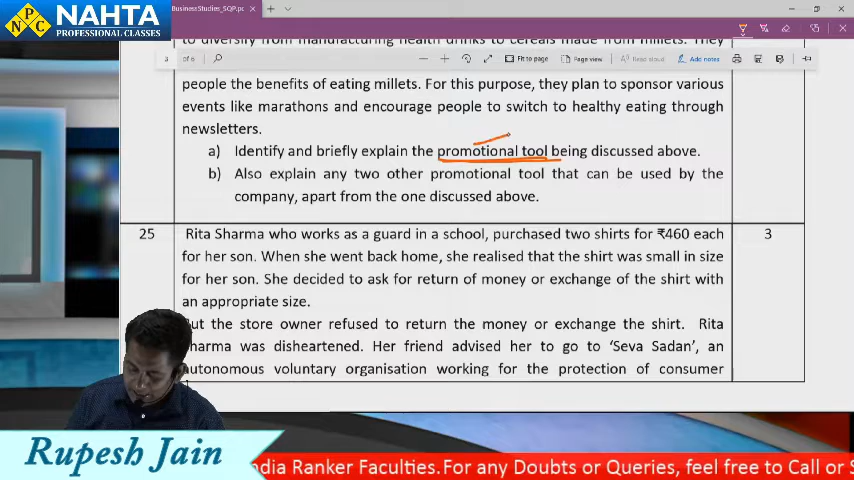 NPC
NAHTA
PROFESSIONAL CLASSES
BusinessStudies_SQP.pc
to diversify from manufacturing health drinks to cereals made from millets. They
3 of 6
Fit to page
Page view
Read aloud
Add notes
people the benefits of eating millets. For this purpose, they plan to sponsor various
events like marathons and encourage people to switch to healthy eating through
newsletters.
a) Identify and briefly explain the promotional tool being discussed above.
b) Also explain any two other promotional tool that can be used by the
company, apart from the one discussed above.
25 Rita Sharma who works as a guard in a school, purchased two shirts for ₹460 each 3
for her son. When she went back home, she realised that the shirt was small in size
for her son. She decided to ask for return of money or exchange of the shirt with
an appropriate size.
But the store owner refused to return the money or exchange the shirt. Rita
Sharma was disheartened. Her friend advised her to go to ‘Seva Sadan’, an
autonomous voluntary organisation working for the protection of consumer
Rupesh Jain
ndia Ranker Faculties.For any Doubts or Queries, feel free to Call or S